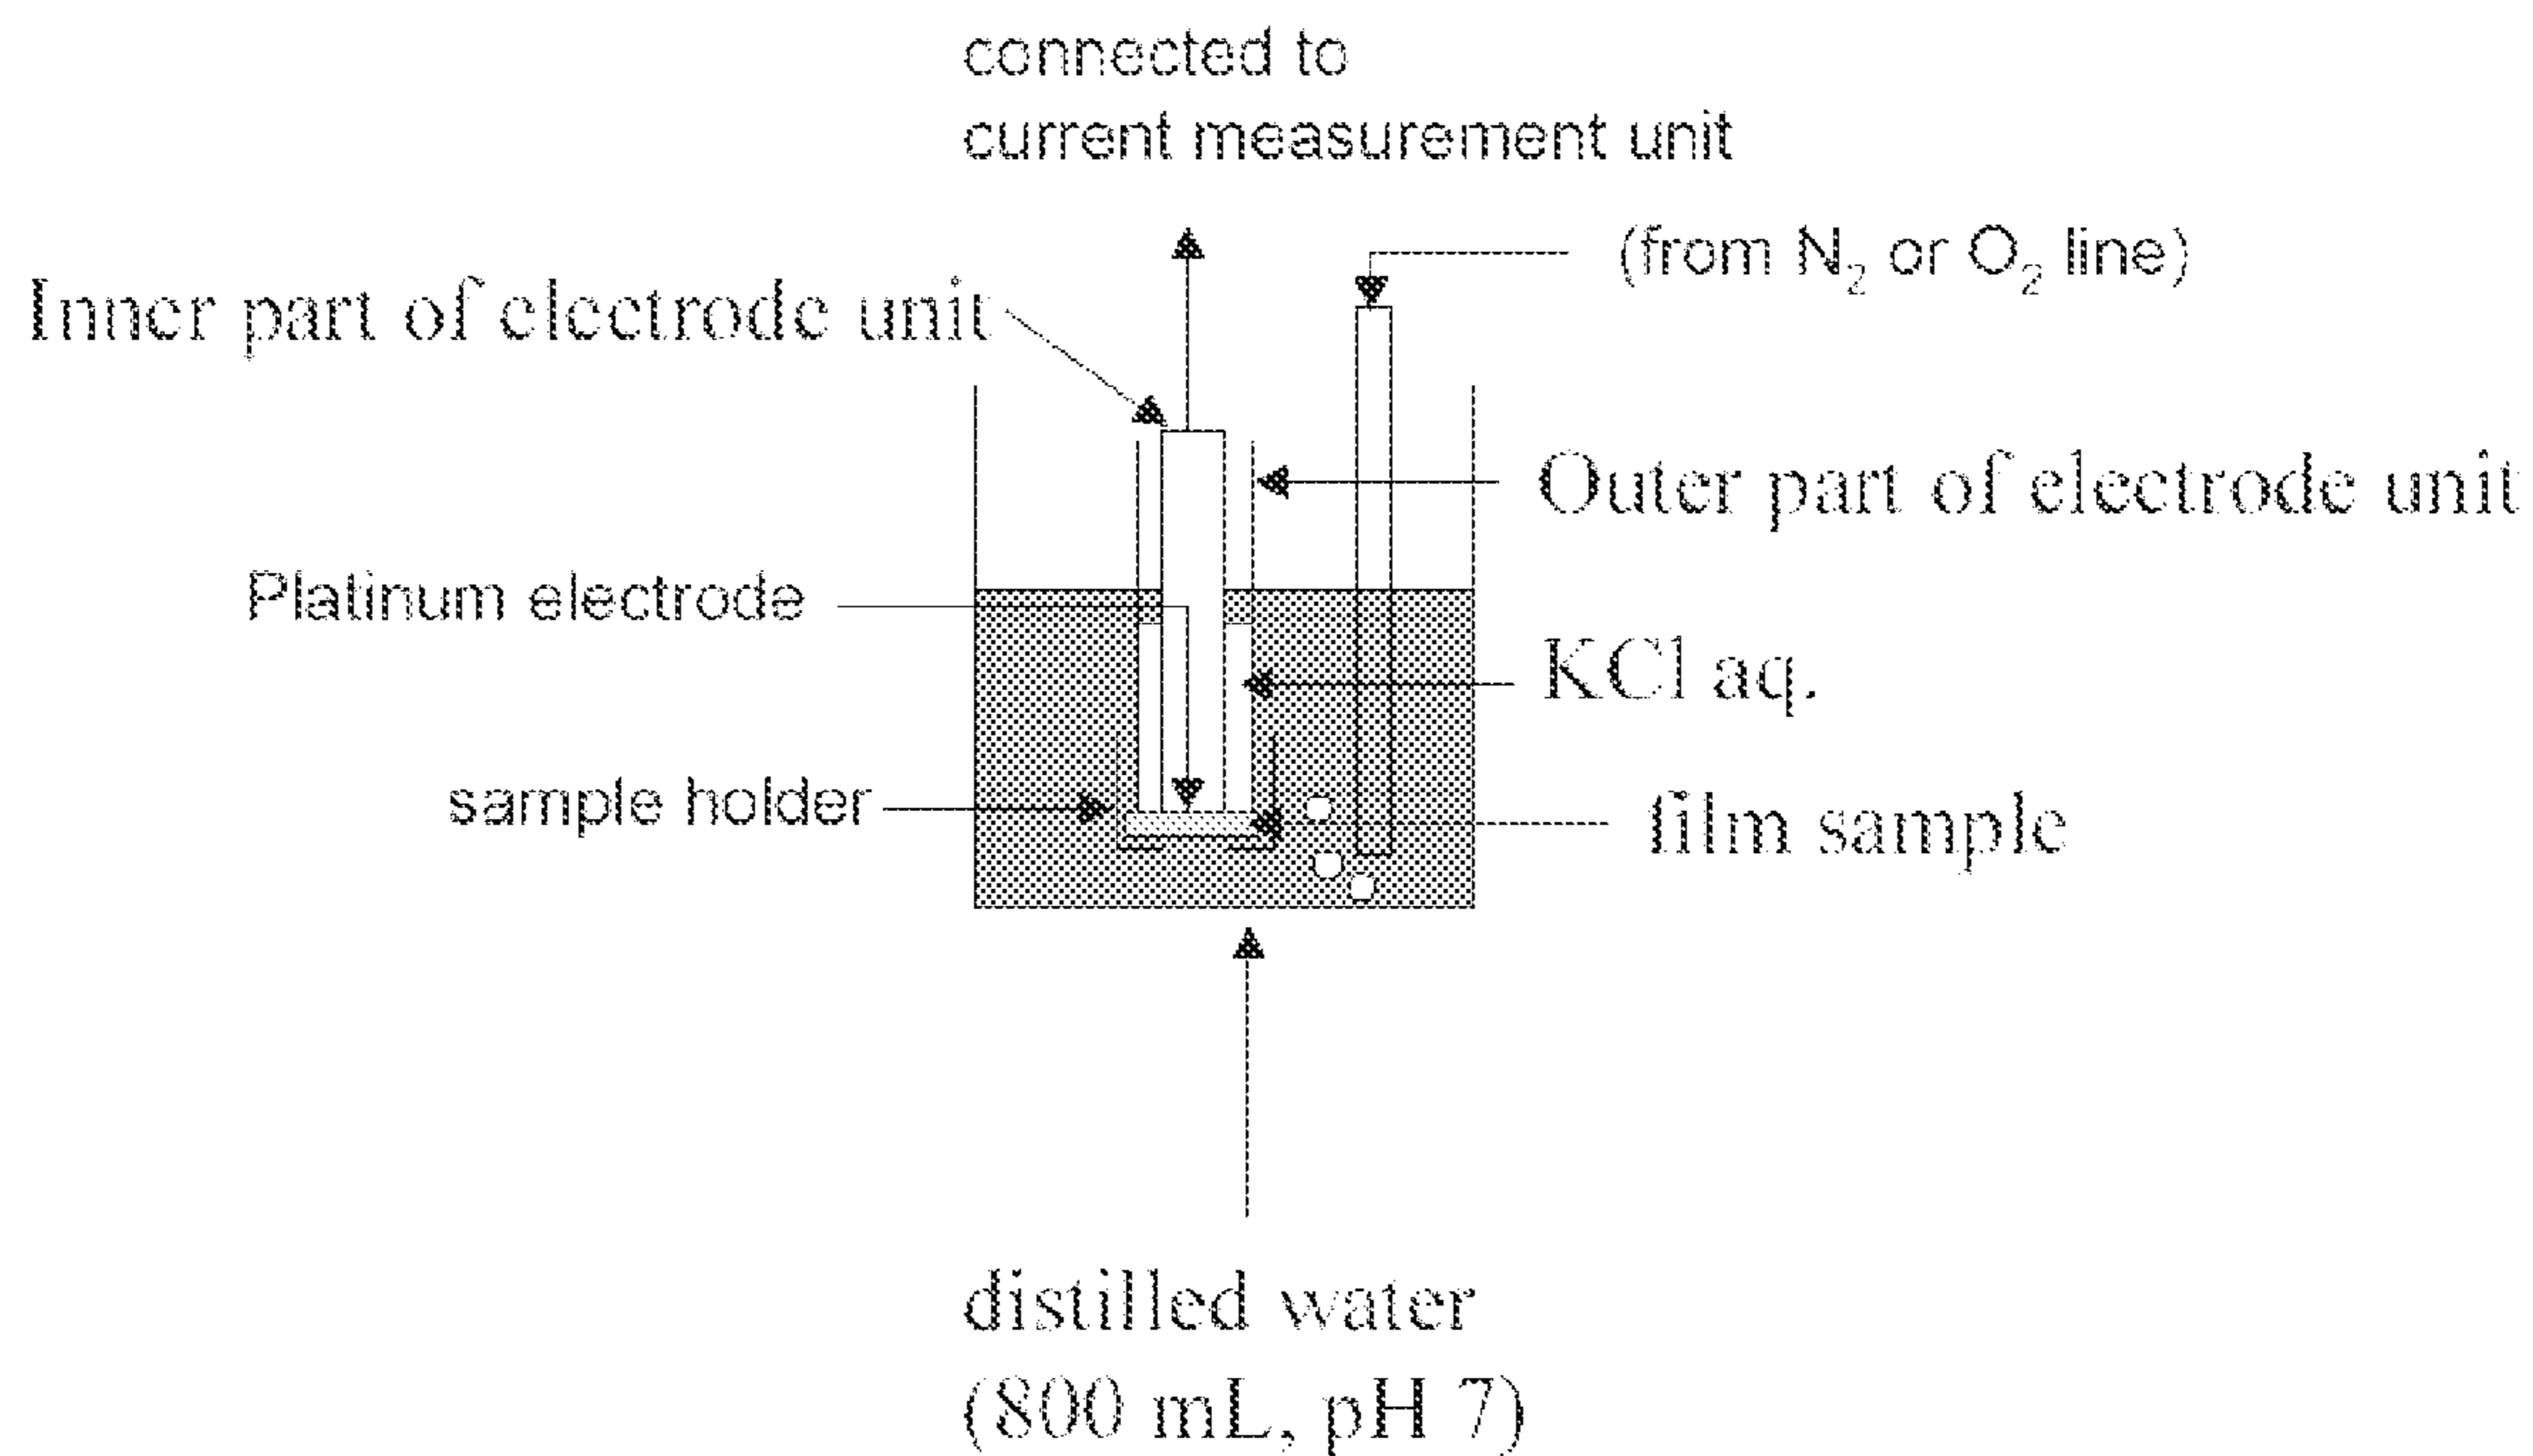 connected to
current measurement unit
(from N₂ or O₂ line)
Inner part of electrode unit
Outer part of electrode unit
Platinum electrode
KCl aq.
sample holder
film sample
distilled water
(800 mL, pH 7)